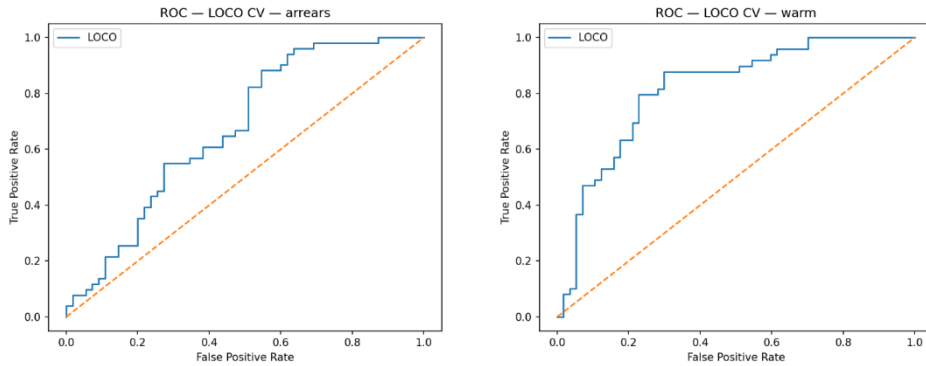 ROC — LOCO CV — arrears
LOCO
1.0
0.8
0.6
0.4
0.2
0.0
True Positive Rate
0.0 0.2 0.4 0.6 0.8 1.0
False Positive Rate
ROC — LOCO CV — warm
LOCO
1.0
0.8
0.6
0.4
0.2
0.0
True Positive Rate
0.0 0.2 0.4 0.6 0.8 1.0
False Positive Rate